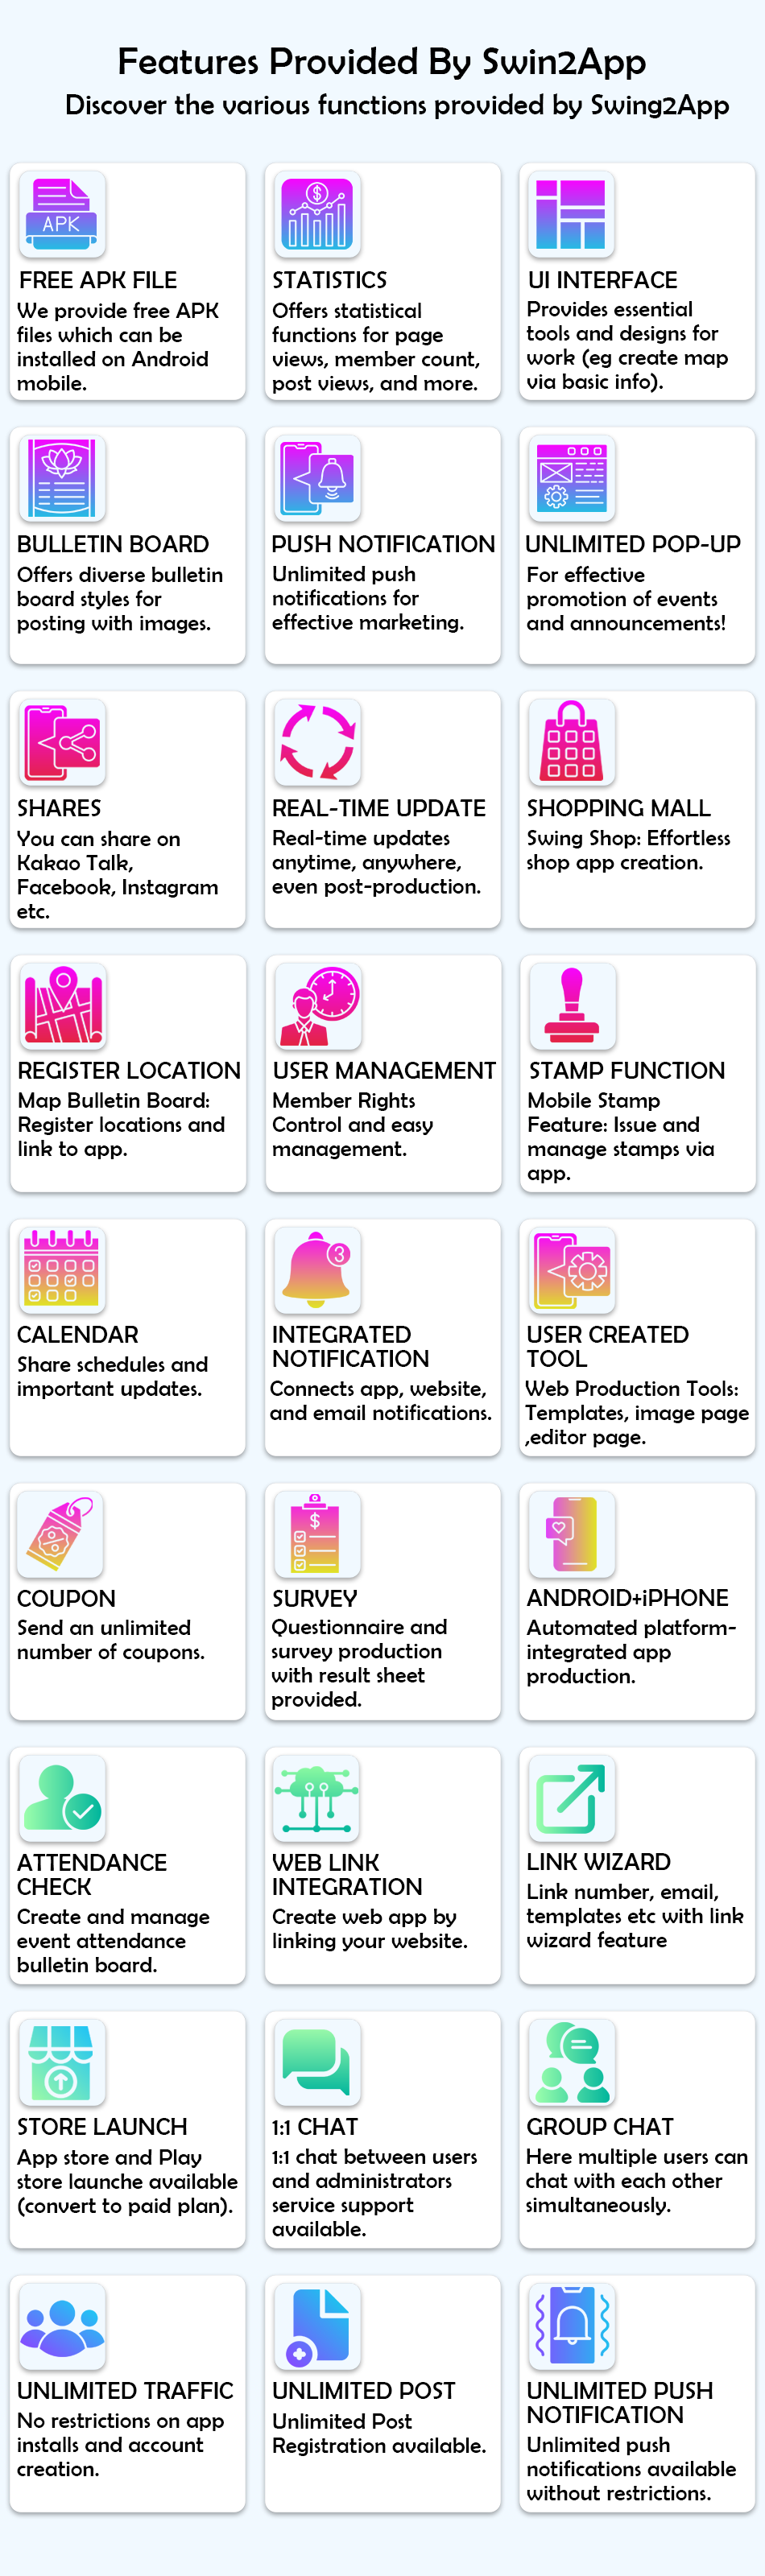 Features Provided By Swin2App
Discover the various functions provided by Swing2App
APK
FREE APK FILE
We provide free APK
files which can be
installed on Android
mobile.
$
STATISTICS
Offers statistical
functions for page
views, member count,
post views, and more.
UI INTERFACE
Provides essential
tools and designs for
work (eg create map
via basic info).
BULLETIN BOARD
Offers diverse bulletin
board styles for
posting with images.
PUSH NOTIFICATION
Unlimited push
notifications for
effective marketing.
UNLIMITED POP-UP
For effective
promotion of events
and announcements!
SHARES
You can share on
Kakao Talk,
Facebook, Instagram
etc.
REAL-TIME UPDATE
Real-time updates
anytime, anywhere,
even post-production.
SHOPPING MALL
Swing Shop: Effortless
shop app creation.
REGISTER LOCATION
Map Bulletin Board:
Register locations and
link to app.
USER MANAGEMENT
Member Rights
Control and easy
management.
STAMP FUNCTION
Mobile Stamp
Feature: Issue and
manage stamps via
app.
CALENDAR
Share schedules and
important updates.
3
INTEGRATED
NOTIFICATION
Connects app, website,
and email notifications.
USER CREATED
TOOL
Web Production Tools:
Templates, image page
,editor page.
%
COUPON
Send an unlimited
number of coupons.
$
SURVEY
Questionnaire and
survey production
with result sheet
provided.
ANDROID+iPHONE
Automated platform-
integrated app
production.
ATTENDANCE
CHECK
Create and manage
event attendance
bulletin board.
WEB LINK
INTEGRATION
Create web app by
linking your website.
LINK WIZARD
Link number, email,
templates etc with link
wizard feature
STORE LAUNCH
App store and Play
store launche available
(convert to paid plan).
1:1 CHAT
1:1 chat between users
and administrators
service support
available.
GROUP CHAT
Here multiple users can
chat with each other
simultaneously.
UNLIMITED TRAFFIC
No restrictions on app
installs and account
creation.
UNLIMITED POST
Unlimited Post
Registration available.
UNLIMITED PUSH
NOTIFICATION
Unlimited push
notifications available
without restrictions.